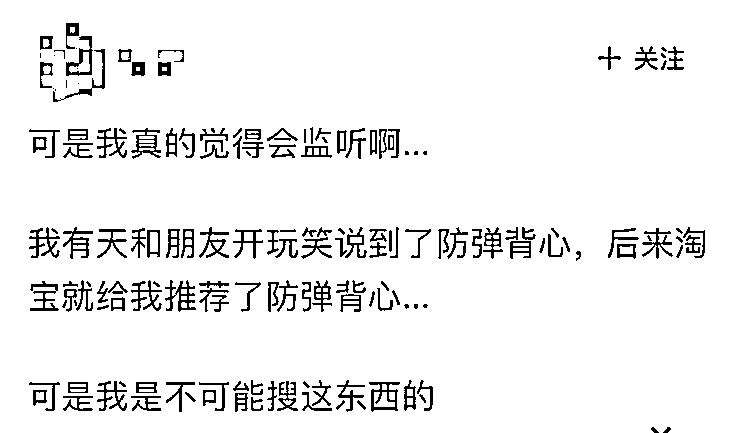 + 关注
可是我真的觉得会监听啊...
我有天和朋友开玩笑说到了防弹背心，后来淘
宝就给我推荐了防弹背心...
可是我是不可能搜这东西的